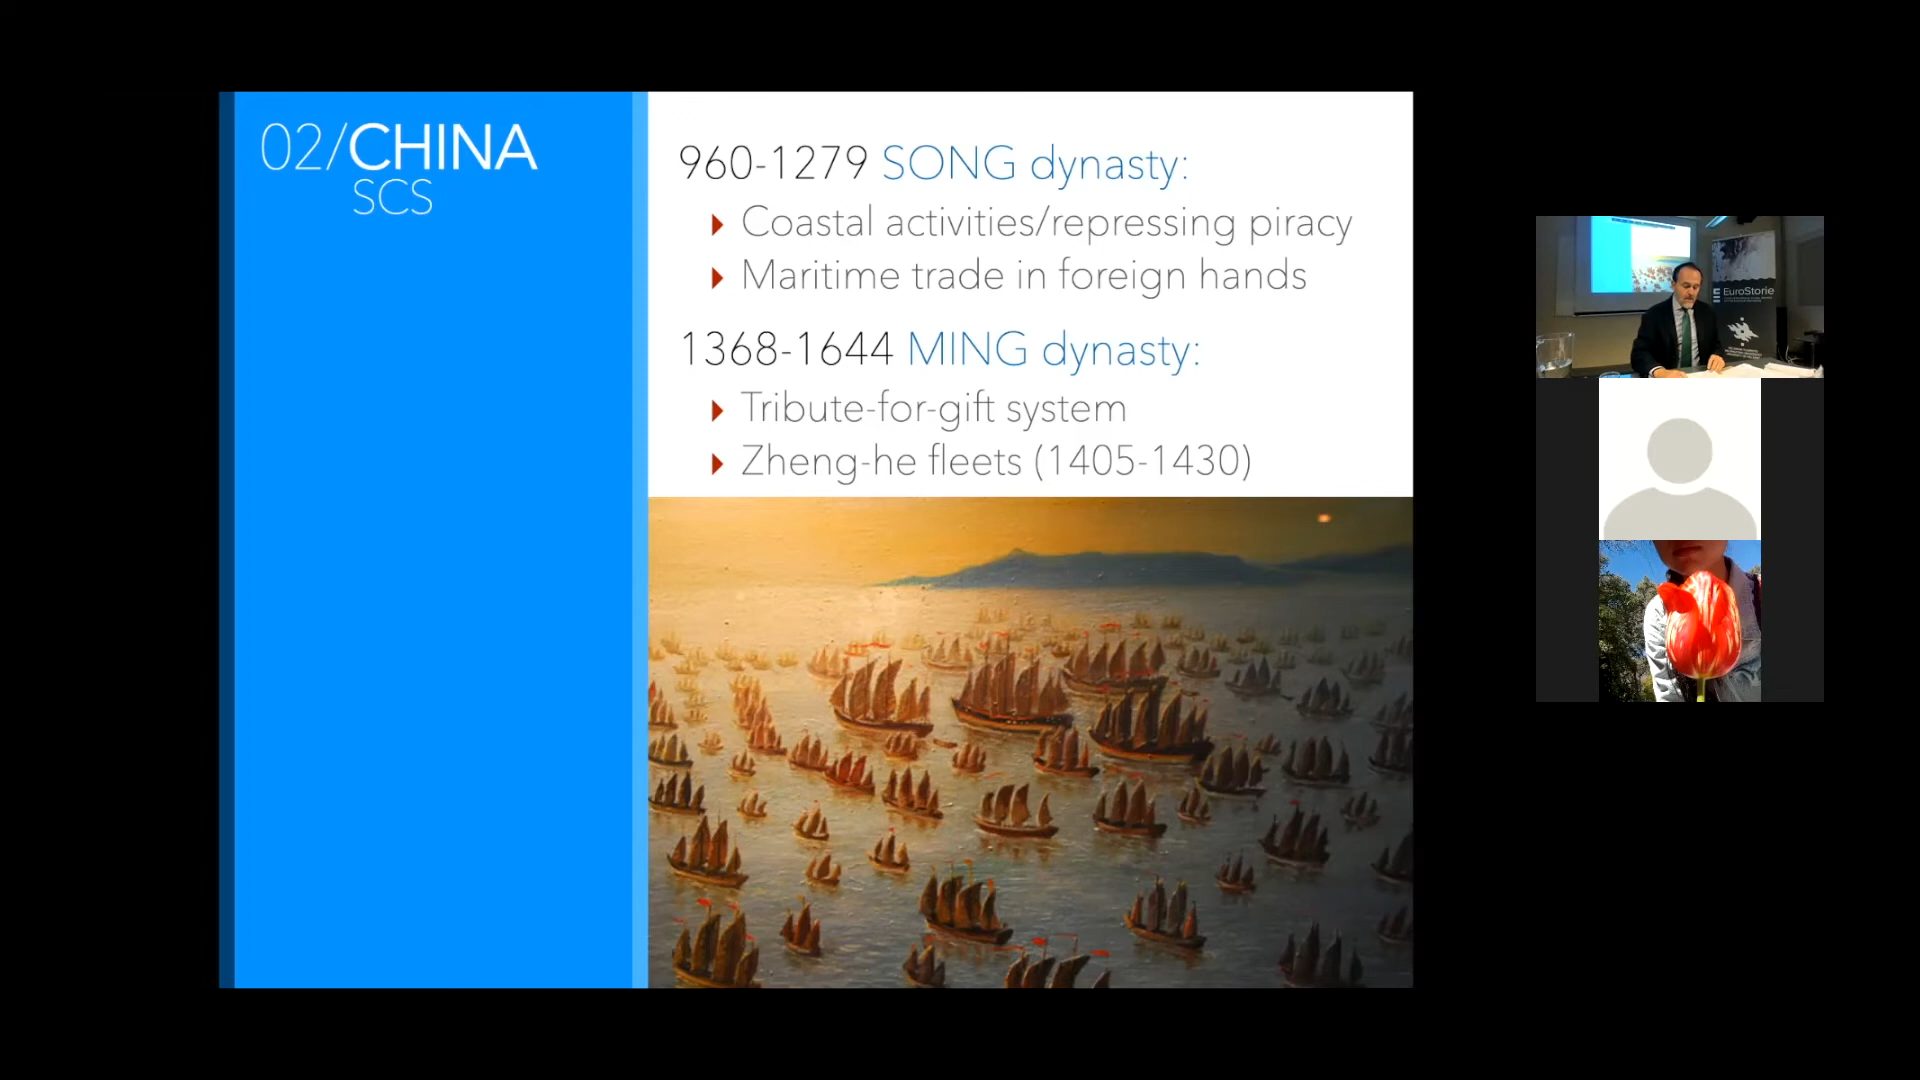 02/CHINA
SCS
960-1279 SONG dynasty:
Coastal activities/repressing piracy
Maritime trade in foreign hands
1368-1644 MING dynasty:
Tribute-for-gift system
Zheng-he fleets (1405-1430)
EuroStorie